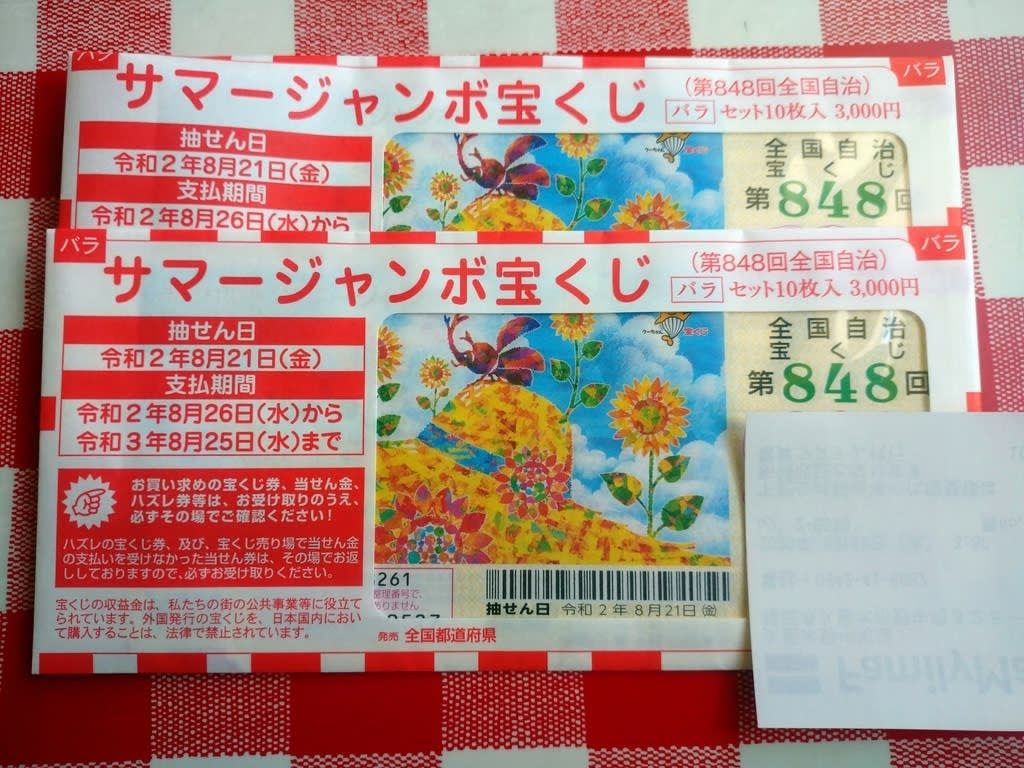 バラ
バラ
サマージャンボ宝くじ
(第848回全国自治)
バラ セット10枚入 3,000円
抽せん日
令和2年8月21日(金)
支払期間
令和2年8月26日(水)から
全国自治
宝くじ
第848回
バラ
バラ
サマージャンボ宝くじ
(第848回全国自治)
バラ セット10枚入 3,000円
抽せん日
令和2年8月21日(金)
支払期間
令和2年8月26日(水)から
令和3年8月25日(水)まで
お買い求めの宝くじ券、当せん金、
ハズレ券等は、お受け取りのうえ、
必ずその場でご確認ください!
ハズレの宝くじ券、及び、宝くじ売り場で当せん金
の支払いを受けなかった当せん券は、その場でお返
ししておりますので、必ずお受け取りください。
宝くじの収益金は、私たちの街の公共事業等に役立て
られています。外国発行の宝くじを、日本国内におい
て購入することは、法律で禁止されています。
宝くじ
全国自治
宝くじ
第848回
3261
整理番号で、
ありません
抽せん日 令和2年8月21日(金)
発売 全国都道府県
FamilyMa